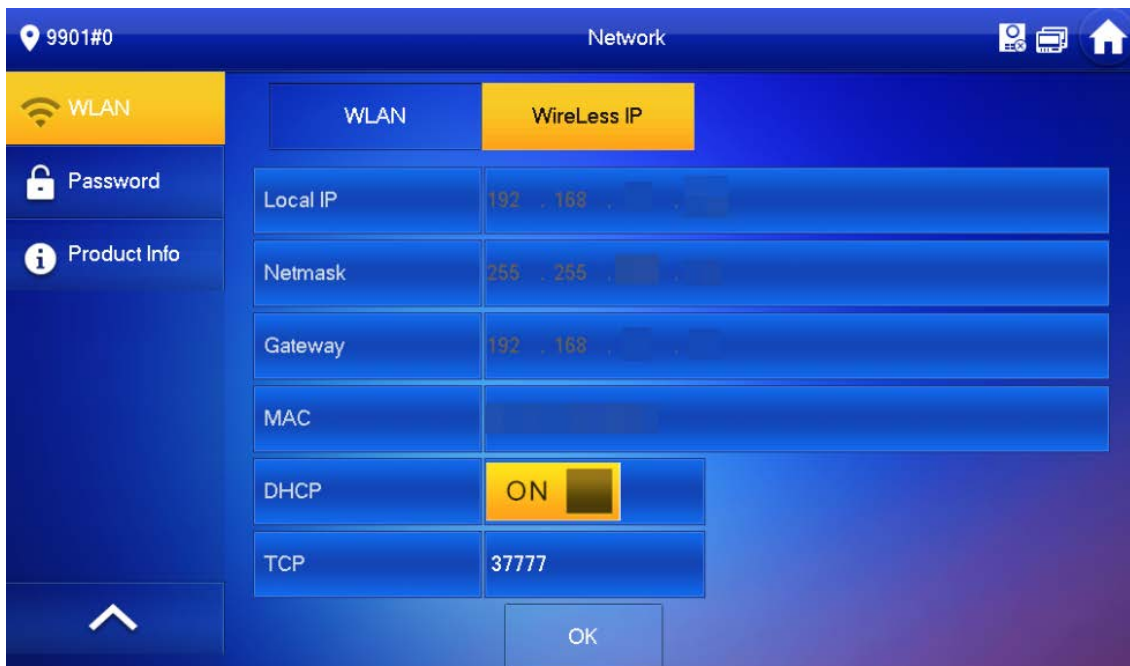 9901#0
Network
WLAN
Password
Product Info
WLAN
WireLess IP
Local IP
192 . 168 . .
Netmask
255 . 255 . .
Gateway
192 . 168 . .
MAC
DHCP
ON
TCP
37777
OK